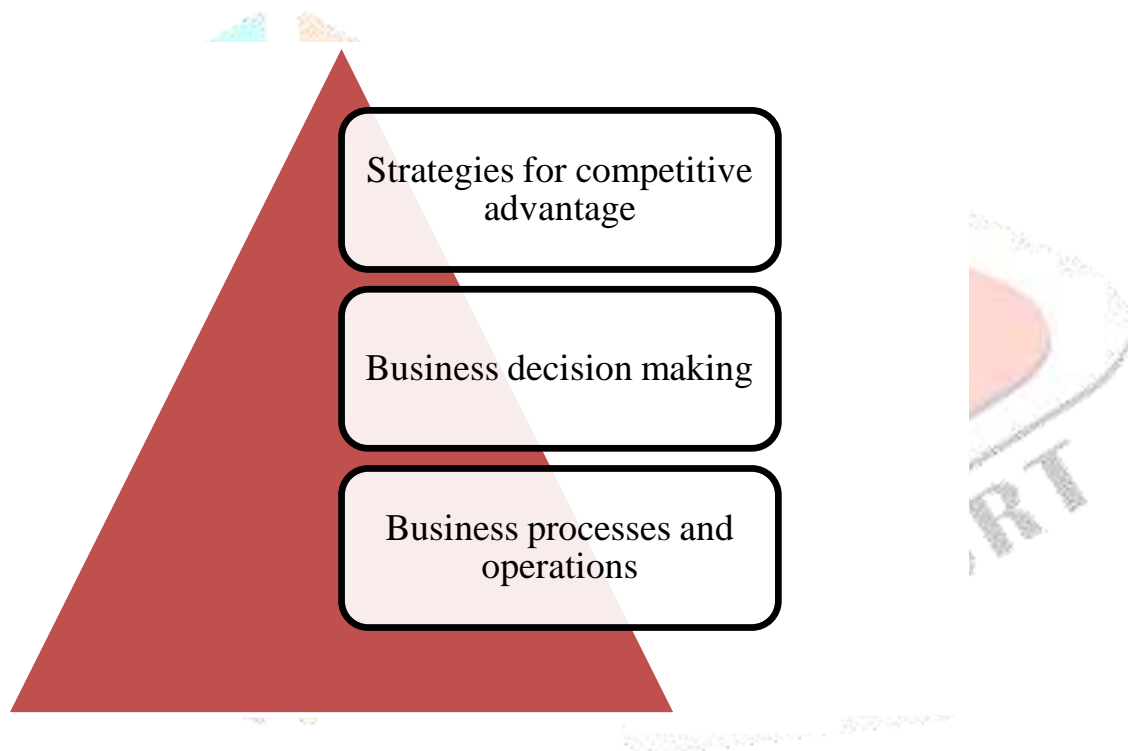 Strategies for competitive
advantage
Business decision making
Business processes and
operations